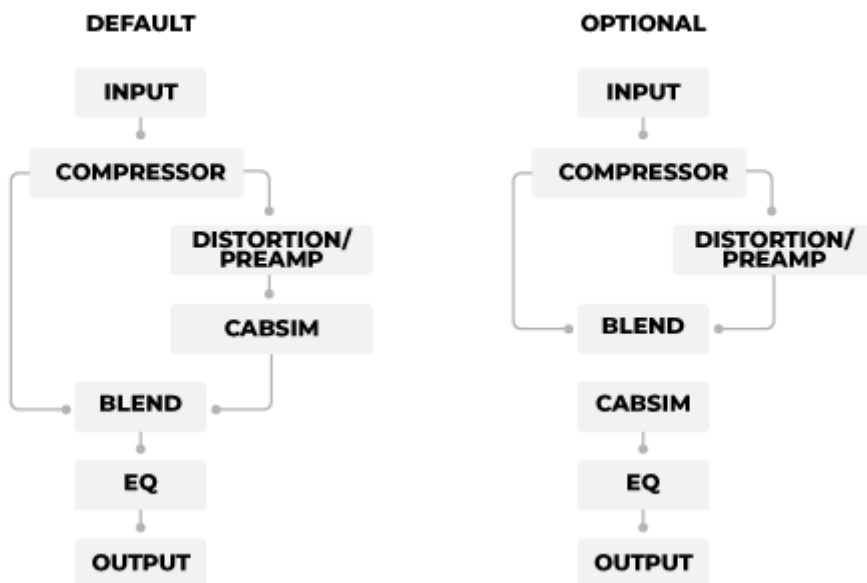 DEFAULT
INPUT
COMPRESSOR
DISTORTION/
PREAMP
CABSIM
BLEND
EQ
OUTPUT
OPTIONAL
INPUT
COMPRESSOR
DISTORTION/
PREAMP
BLEND
CABSIM
EQ
OUTPUT